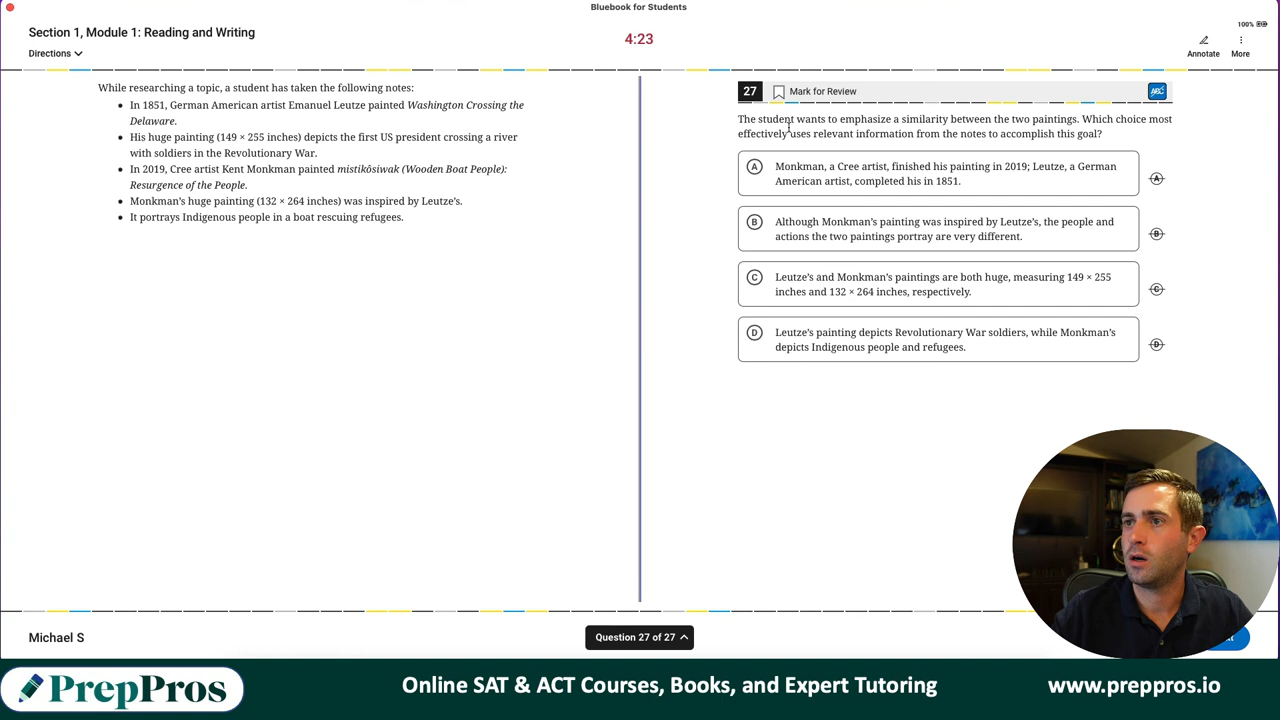 Bluebook for Students
Section 1, Module 1: Reading and Writing
4:23
100%
Directions
Annotate
More
While researching a topic, a student has taken the following notes:
• In 1851, German American artist Emanuel Leutze painted Washington Crossing the
Delaware.
• His huge painting (149 × 255 inches) depicts the first US president crossing a river
with soldiers in the Revolutionary War.
• In 2019, Cree artist Kent Monkman painted mistikôsiwak (Wooden Boat People):
Resurgence of the People.
• Monkman’s huge painting (132 × 264 inches) was inspired by Leutze’s.
• It portrays Indigenous people in a boat rescuing refugees.
27
Mark for Review
ABC
The student wants to emphasize a similarity between the two paintings. Which choice most
effectively uses relevant information from the notes to accomplish this goal?
A Monkman, a Cree artist, finished his painting in 2019; Leutze, a German
American artist, completed his in 1851.
A
B Although Monkman’s painting was inspired by Leutze’s, the people and
actions the two paintings portray are very different.
B
C Leutze’s and Monkman’s paintings are both huge, measuring 149 × 255
inches and 132 × 264 inches, respectively.
C
D Leutze’s painting depicts Revolutionary War soldiers, while Monkman’s
depicts Indigenous people and refugees.
D
Michael S
Question 27 of 27
PrepPros
Online SAT & ACT Courses, Books, and Expert Tutoring
www.preppros.io